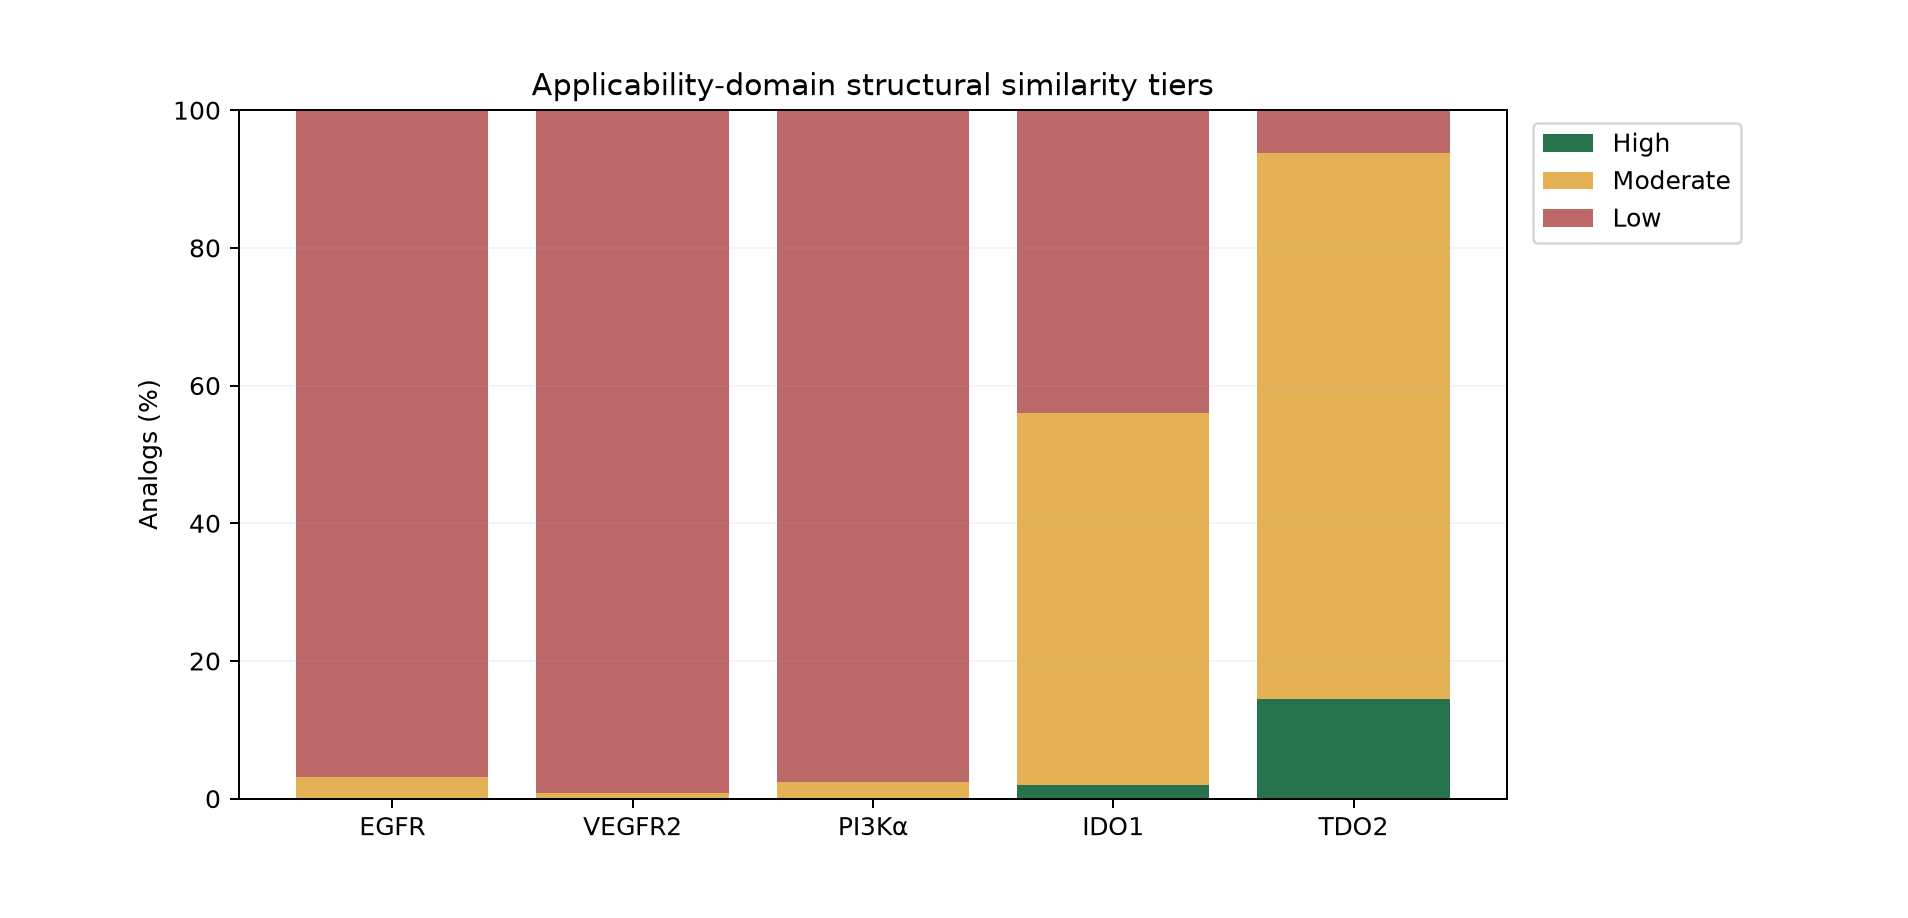 Applicability-domain structural similarity tiers
100
80
60
40
20
0
Analogs (%)
EGFR
VEGFR2
PI3Kα
IDO1
TDO2
High
Moderate
Low